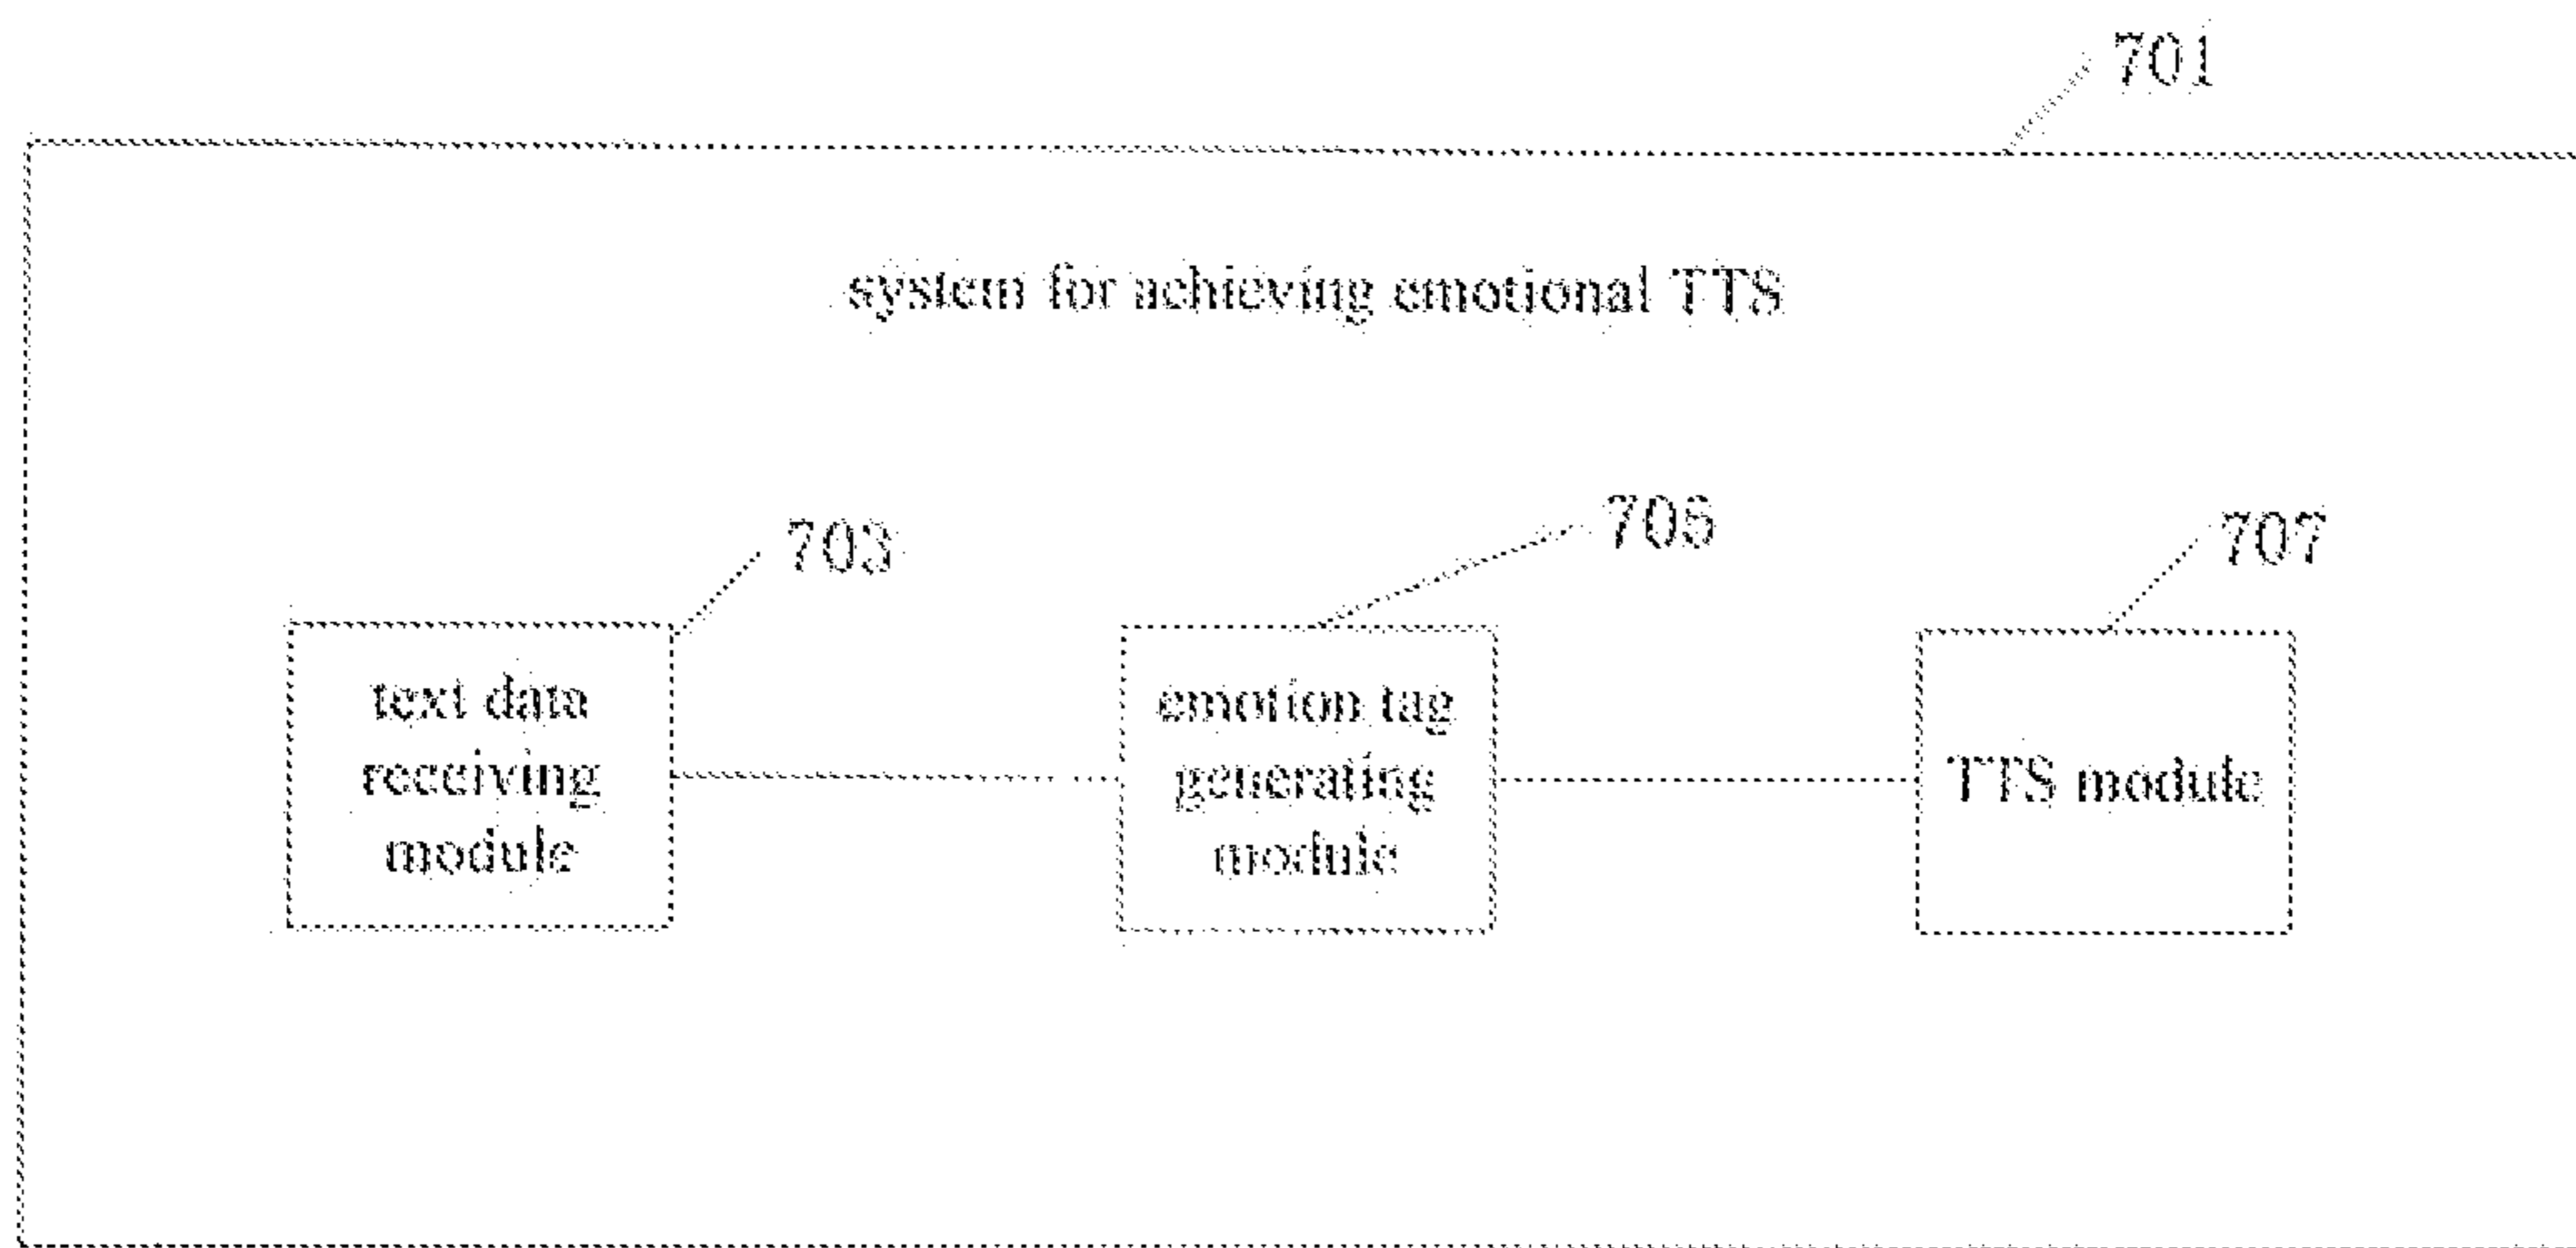 701
system for achieving emotional TTS
703
705
707
text data
receiving
module
emotion tag
generating
module
TTS module